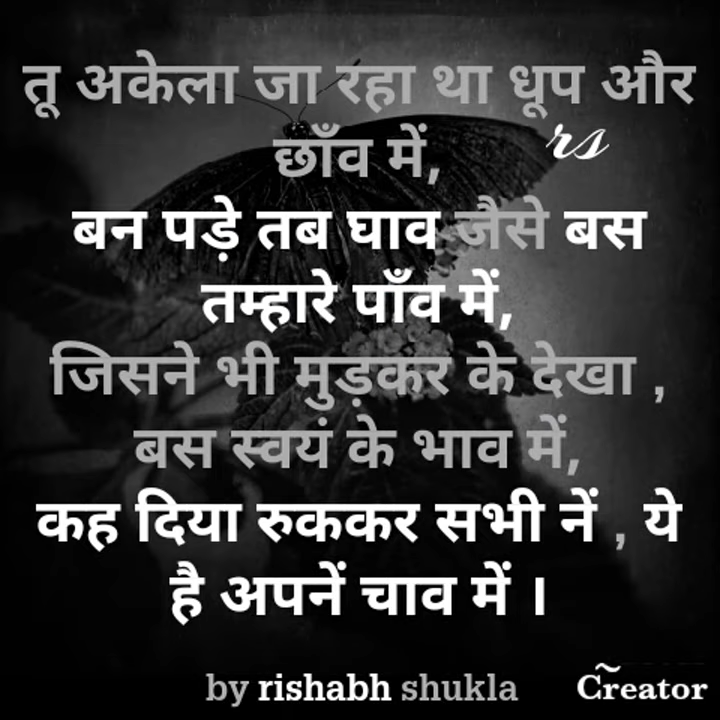 तू अकेला जा रहा था धूप और
छाँव में,
rs
बन पड़े तब घाव जैसे बस
तम्हारे पाँव में,
जिसने भी मुड़कर के देखा ,
बस स्वयं के भाव में,
कह दिया रुककर सभी नें , ये
है अपनें चाव में ।
by rishabh shukla
Creator